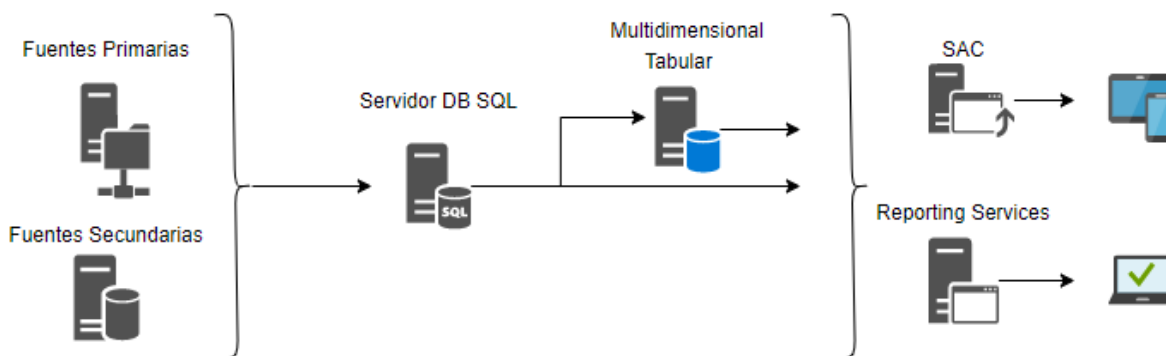 Fuentes Primarias
Fuentes Secundarias
Servidor DB SQL
SQL
Multidimensional
Tabular
SAC
Reporting Services